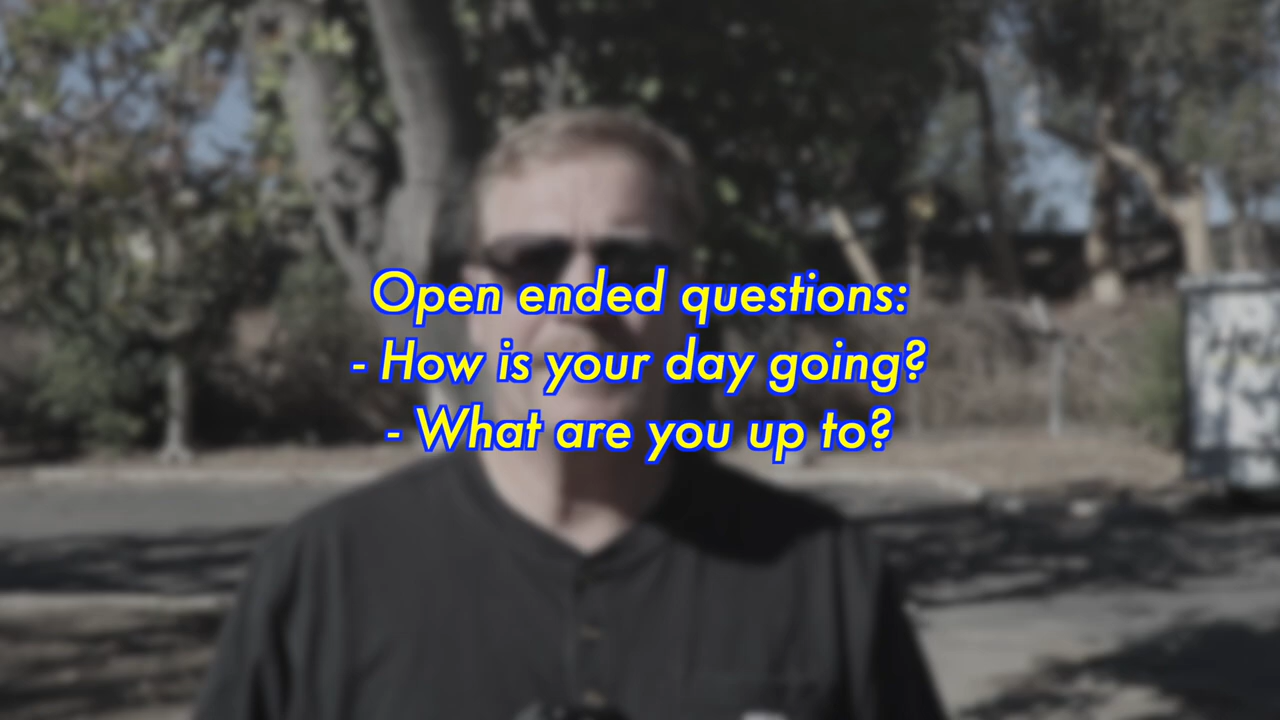 Open ended questions:
- How is your day going?
- What are you up to?